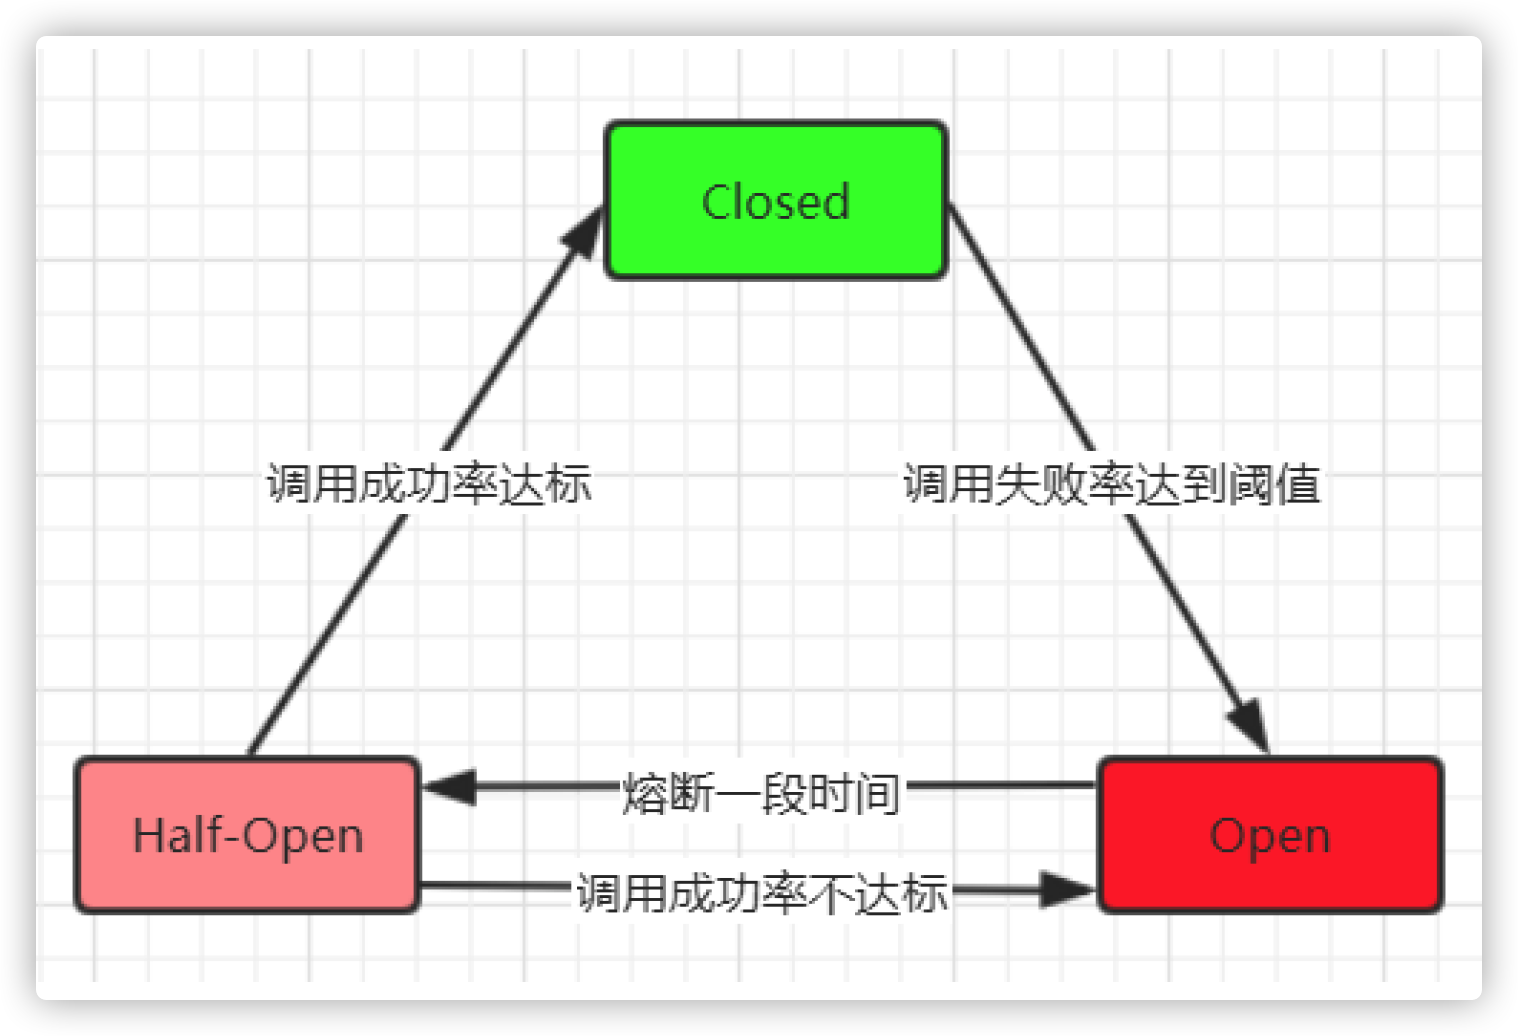 Closed
调用成功率达标
调用失败率达到阈值
熔断一段时间
Half-Open
Open
调用成功率不达标